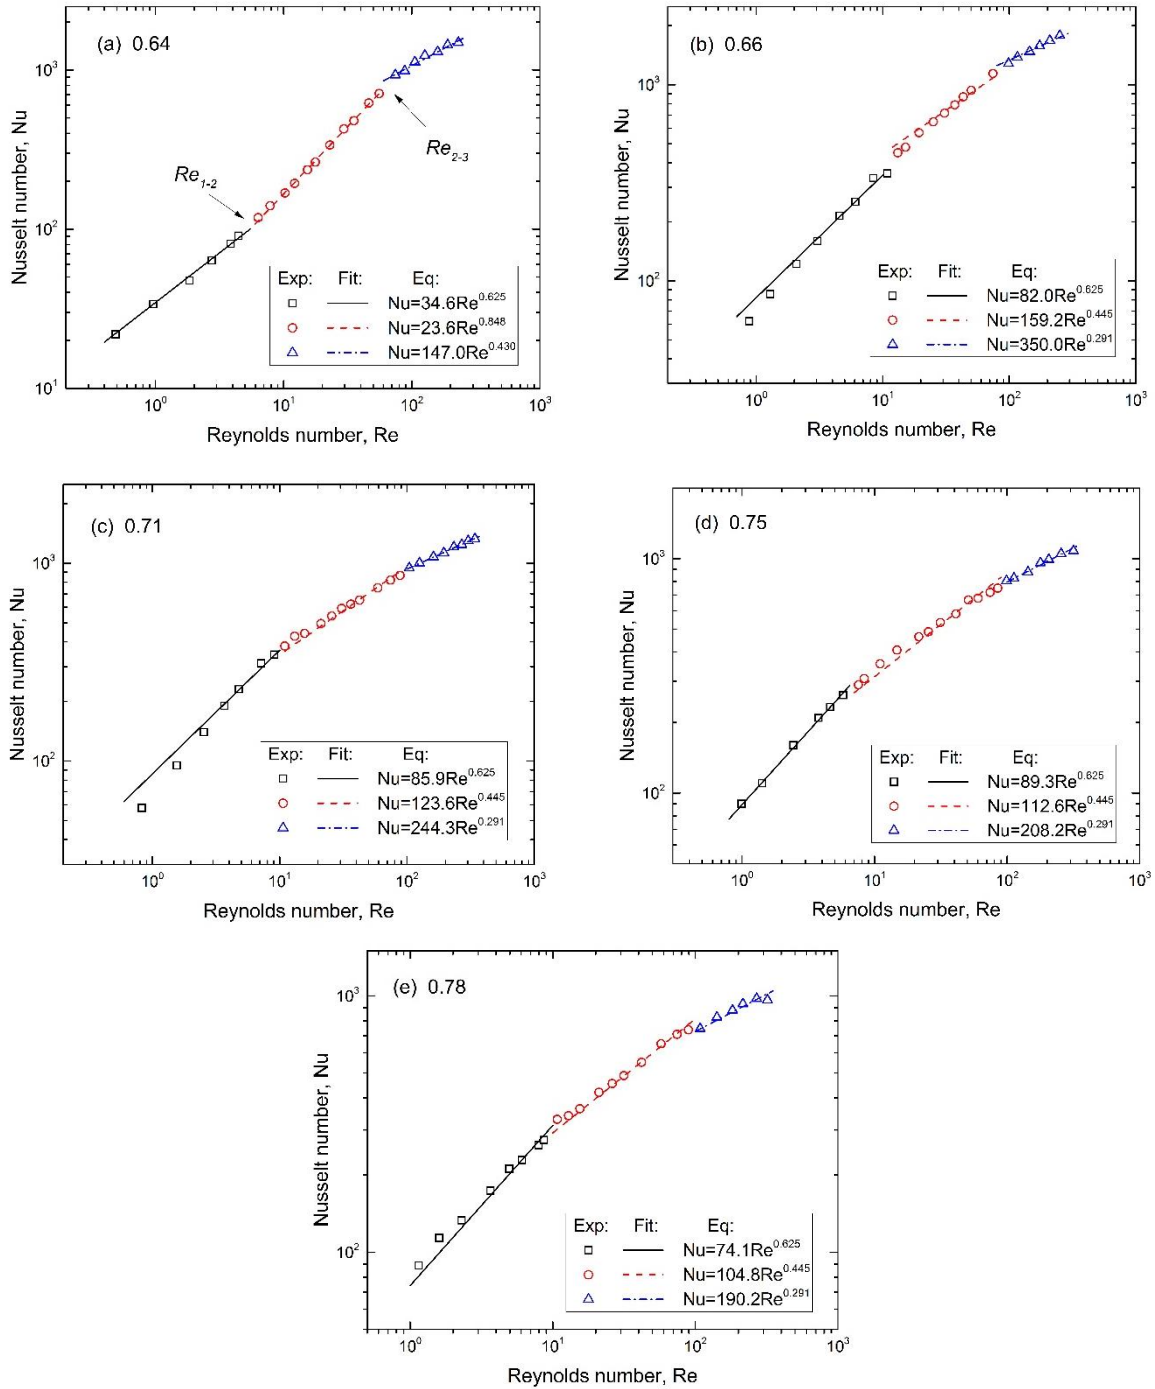 (a) 0.64
Nusselt number, Nu
10^3
10^2
10^1
Re_{1-2}
Re_{2-3}
Exp: Fit: Eq:
Nu=34.6Re^{0.625}
Nu=23.6Re^{0.848}
Nu=147.0Re^{0.430}
10^0 10^1 10^2 10^3
Reynolds number, Re
(b) 0.66
Nusselt number, Nu
10^3
10^2
Exp: Fit: Eq:
Nu=82.0Re^{0.625}
Nu=159.2Re^{0.445}
Nu=350.0Re^{0.291}
10^0 10^1 10^2 10^3
Reynolds number, Re
(c) 0.71
Nusselt number, Nu
10^3
10^2
Exp: Fit: Eq:
Nu=85.9Re^{0.625}
Nu=123.6Re^{0.445}
Nu=244.3Re^{0.291}
10^0 10^1 10^2 10^3
Reynolds number, Re
(d) 0.75
Nusselt number, Nu
10^3
10^2
Exp: Fit: Eq:
Nu=89.3Re^{0.625}
Nu=112.6Re^{0.445}
Nu=208.2Re^{0.291}
10^0 10^1 10^2 10^3
Reynolds number, Re
(e) 0.78
Nusselt number, Nu
10^3
10^2
Exp: Fit: Eq:
Nu=74.1Re^{0.625}
Nu=104.8Re^{0.445}
Nu=190.2Re^{0.291}
10^0 10^1 10^2 10^3
Reynolds number, Re